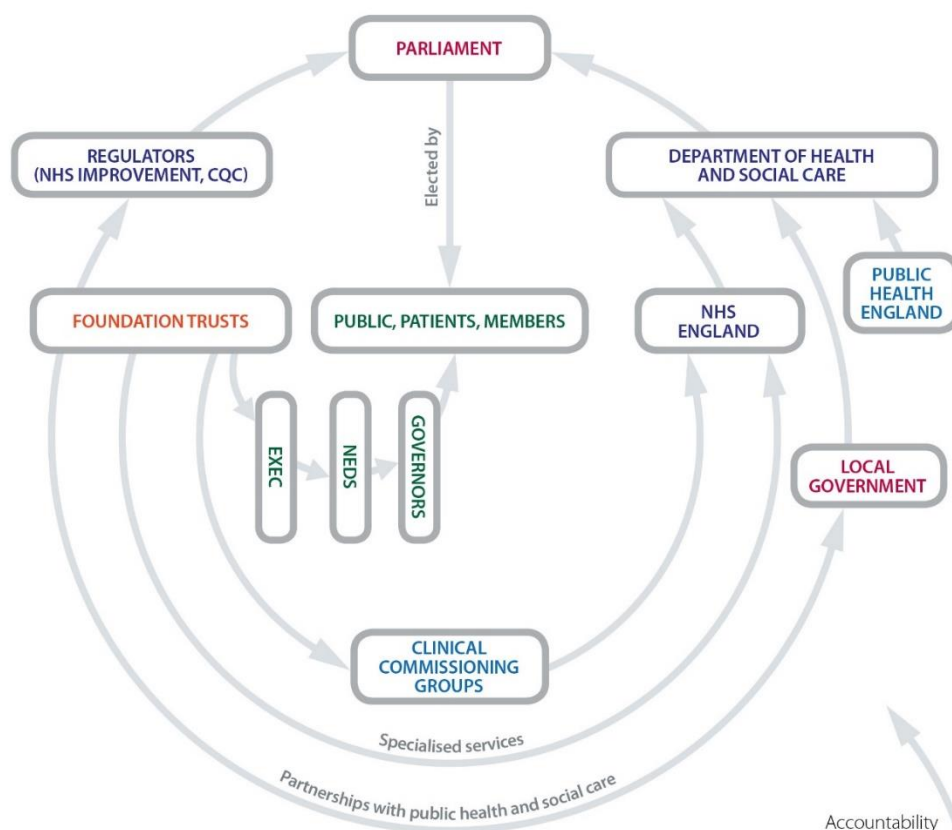 PARLIAMENT
Elected by
REGULATORS
(NHS IMPROVEMENT, CQC)
DEPARTMENT OF HEALTH
AND SOCIAL CARE
FOUNDATION TRUSTS
PUBLIC, PATIENTS, MEMBERS
NHS
ENGLAND
PUBLIC
HEALTH
ENGLAND
EXEC
NEDS
GOVERNORS
LOCAL
GOVERNMENT
CLINICAL
COMMISSIONING
GROUPS
Specialised services
Partnerships with public health and social care
Accountability